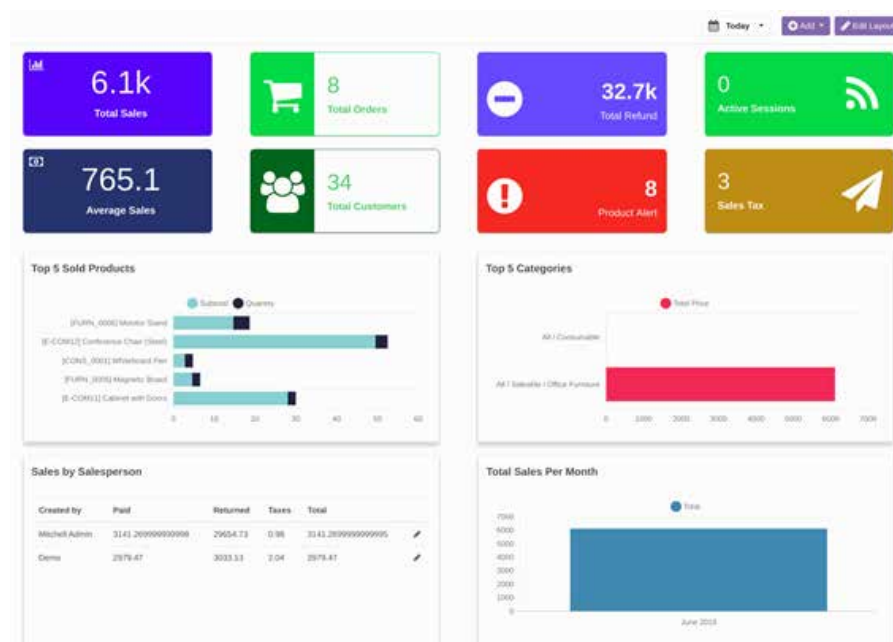 Today
Add
Edit Layout
6.1k
Total Sales
8
Total Orders
32.7k
Total Refund
0
Active Sessions
765.1
Average Sales
34
Total Customers
8
Product Alert
3
Sales Tax
Top 5 Sold Products
Subtotal Quantity
[FURN_0006] Monitor Stand
[E-COM12] Conference Chair (Steel)
[CONS_0001] Whiteboard Pen
[FURN_0005] Magnetic Board
[E-COM11] Cabinet with Doors
0 10 20 30 40 50 60
Top 5 Categories
Total Price
All / Consumable
All / Saleable / Office Furniture
0 1000 2000 3000 4000 5000 6000 7000
Sales by Salesperson
Created by Paid Returned Taxes Total
Mitchell Admin 3141.269999999998 29654.73 0.96 3141.2699999999995
Demo 2979.47 3033.13 2.04 2979.47
Total Sales Per Month
Total
7000
6000
5000
4000
3000
2000
1000
0